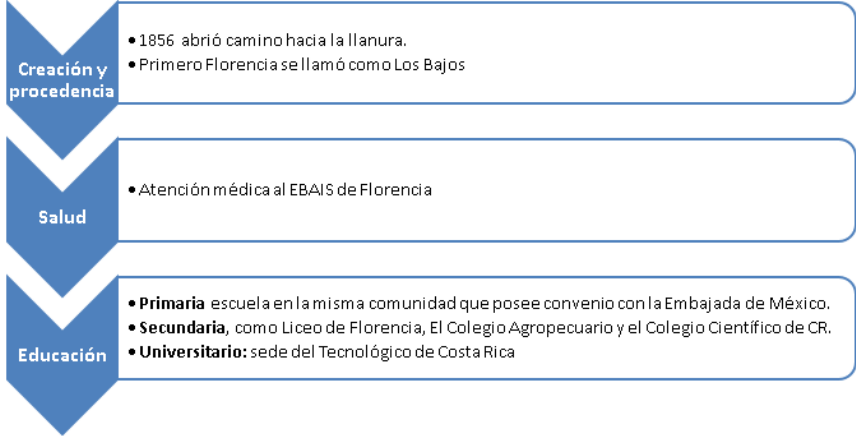 Creación y
procedencia
• 1856 abrió camino hacia la llanura.
• Primero Florencia se llamó como Los Bajos
Salud
• Atención médica al EBAIS de Florencia
Educación
• Primaria escuela en la misma comunidad que posee convenio con la Embajada de México.
• Secundaria, como Liceo de Florencia, El Colegio Agropecuario y el Colegio Científico de CR.
• Universitario: sede del Tecnológico de Costa Rica